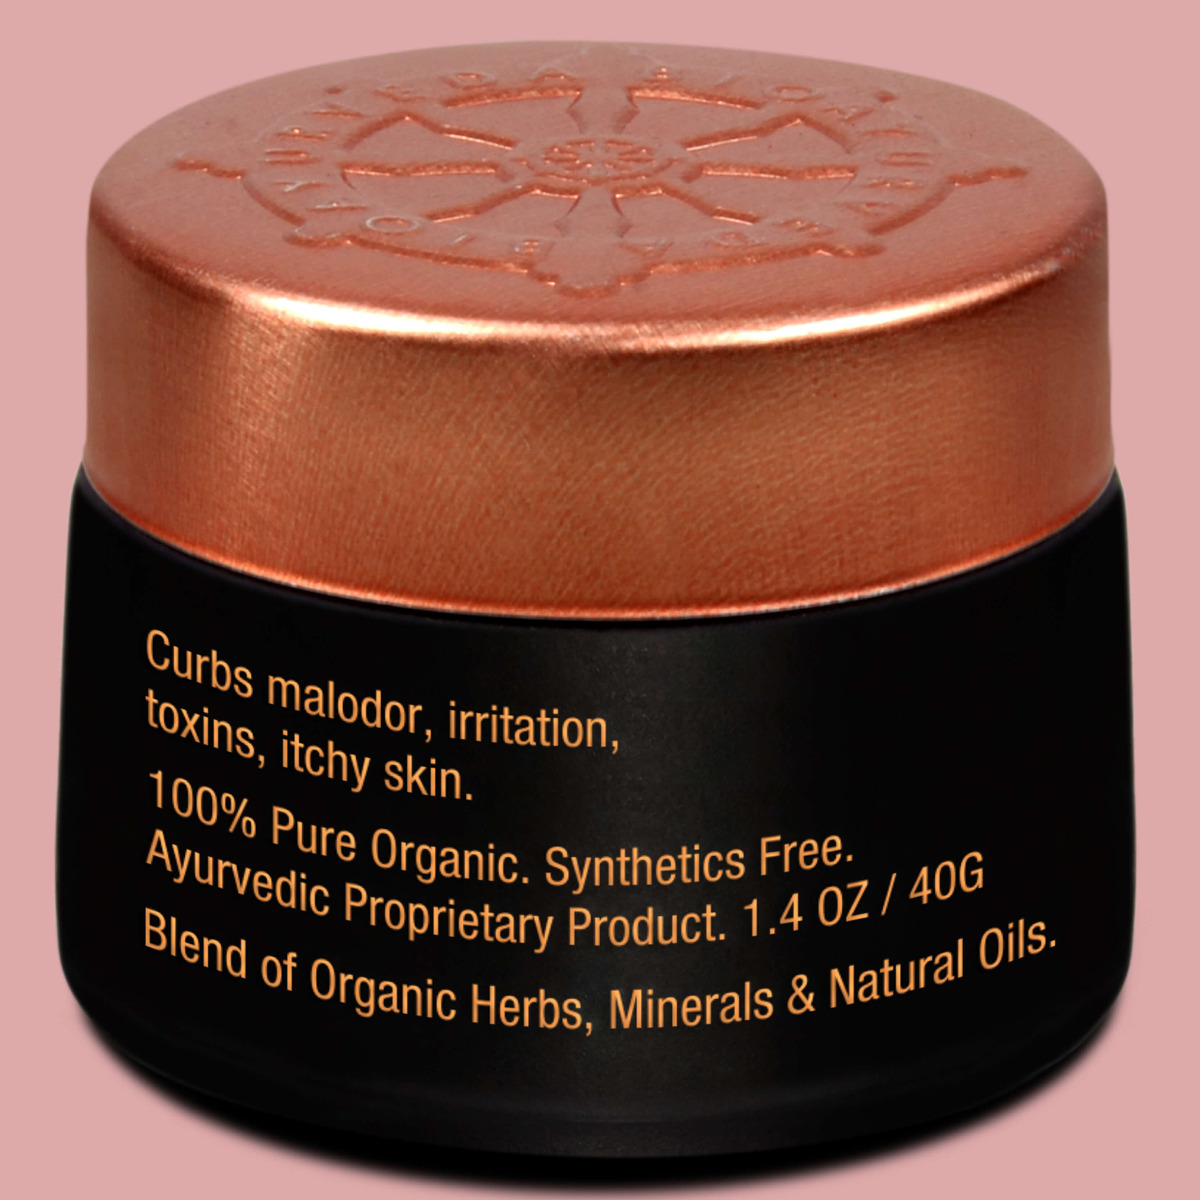 Curbs malodor, irritation,
toxins, itchy skin.
100% Pure Organic. Synthetics Free.
Ayurvedic Proprietary Product. 1.4 OZ / 40G
Blend of Organic Herbs, Minerals & Natural Oils.